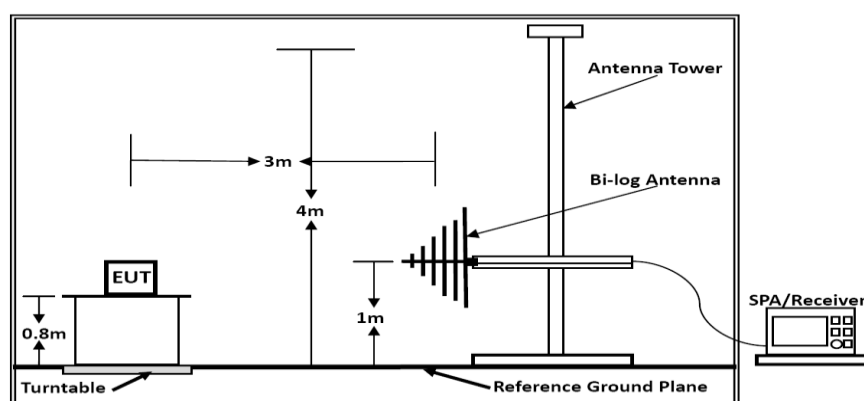 Antenna Tower
3m
Bi-log Antenna
4m
EUT
SPA/Receiver
0.8m
1m
Turntable
Reference Ground Plane